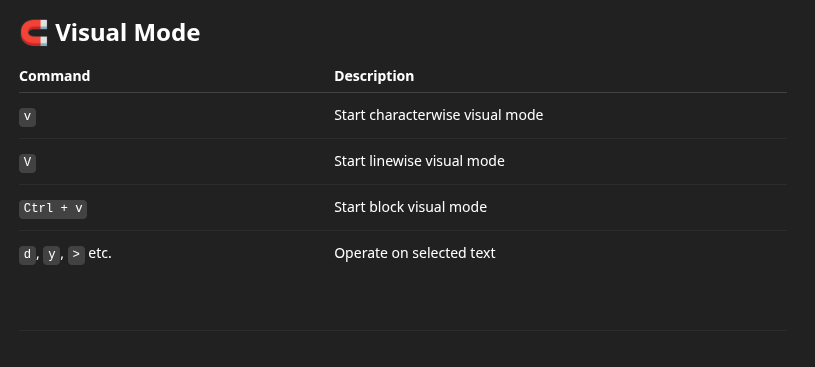 🧲 Visual Mode
Command Description
v Start characterwise visual mode
V Start linewise visual mode
Ctrl + v Start block visual mode
d, y, > etc. Operate on selected text